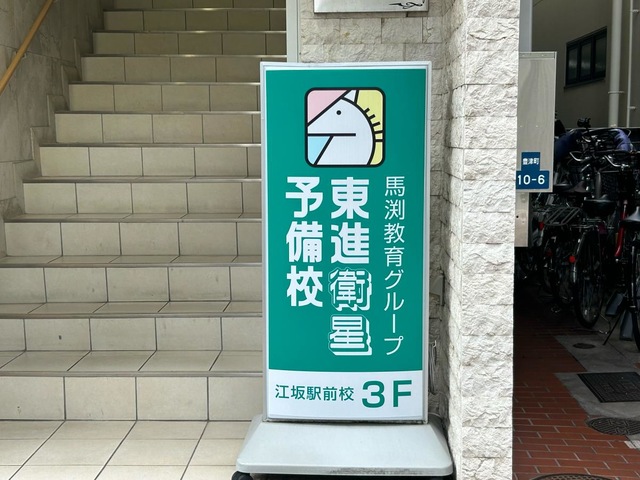 馬渕教育グループ
東進衛星
予備校
江坂駅前校 3F
豊津町
10-6